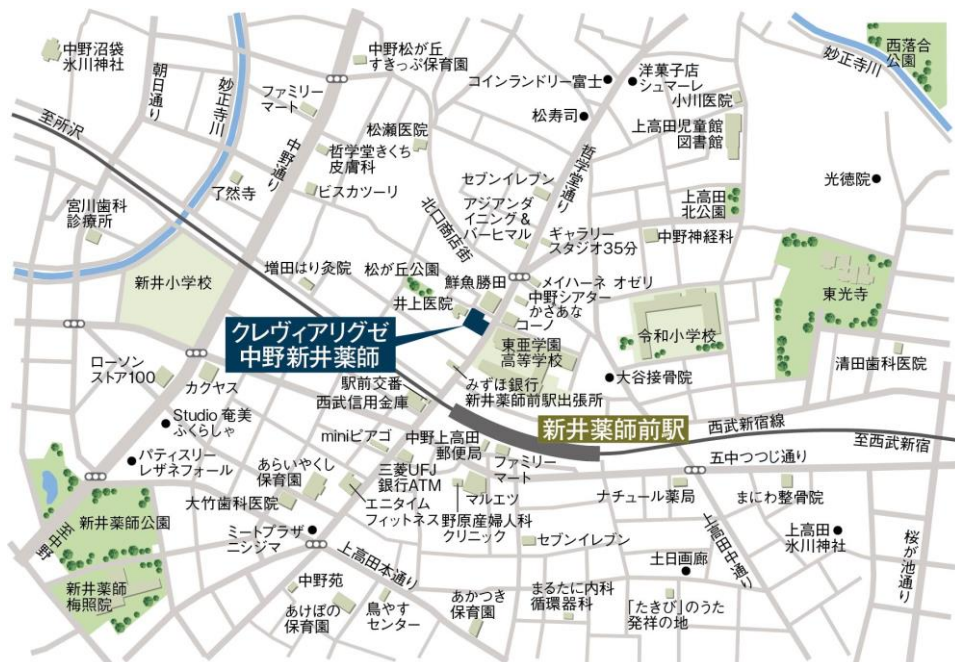 中野沼袋
氷川神社
朝日通り
妙正寺川
中野松が丘
すきっぷ保育園
コインランドリー富士
洋菓子店
シュマーレ
妙正寺川
西落合
公園
ファミリー
マート
中野通り
松瀬医院
松寿司
小川医院
上高田児童館
図書館
至所沢
哲学堂きくち
皮膚科
哲学堂通り
宮川歯科
診療所
了然寺
ビスカツーリ
セブンイレブン
光徳院
北口商店街
アジアンダ
イニング&
バーヒマル
ギャラリー
スタジオ35分
上高田
北公園
中野神経科
新井小学校
増田はり灸院
松が丘公園
鮮魚勝田
メイハーネ オゼリ
井上医院
中野シアター
かざあな
コーノ
東光寺
クレヴィアリグゼ
中野新井薬師
令和小学校
東亜学園
高等学校
清田歯科医院
ローソン
ストア100
カクヤス
駅前交番
西武信用金庫
みずほ銀行
新井薬師前駅出張所
大谷接骨院
Studio 奄美
ふくらしゃ
miniピアゴ
中野上高田
郵便局
新井薬師前駅
西武新宿線
至西武新宿
五中つつじ通り
パティスリー
レザネフォール
あらいやくし
保育園
三菱UFJ
銀行ATM
ファミリー
マート
大竹歯科医院
エニタイム
フィットネス
マルエツ
野原産婦人科
クリニック
ナチュール薬局
まにわ整骨院
新井薬師公園
至中野
ミートプラザ
ニシジマ
セブンイレブン
上高田中通り
上高田
氷川神社
桜が池通り
新井薬師
梅照院
上高田本通り
土日画廊
中野苑
あけぼの
保育園
鳥やす
センター
あかつき
保育園
まるたに内科
循環器科
「たきび」のうた
発祥の地